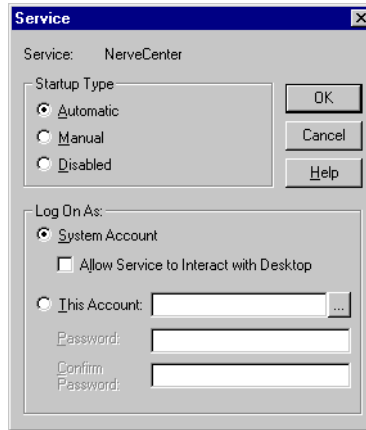 Service
Service: NerveCenter
Startup Type
Automatic
Manual
Disabled
OK
Cancel
Help
Log On As:
System Account
Allow Service to Interact with Desktop
This Account:
...
Password:
Confirm
Password: